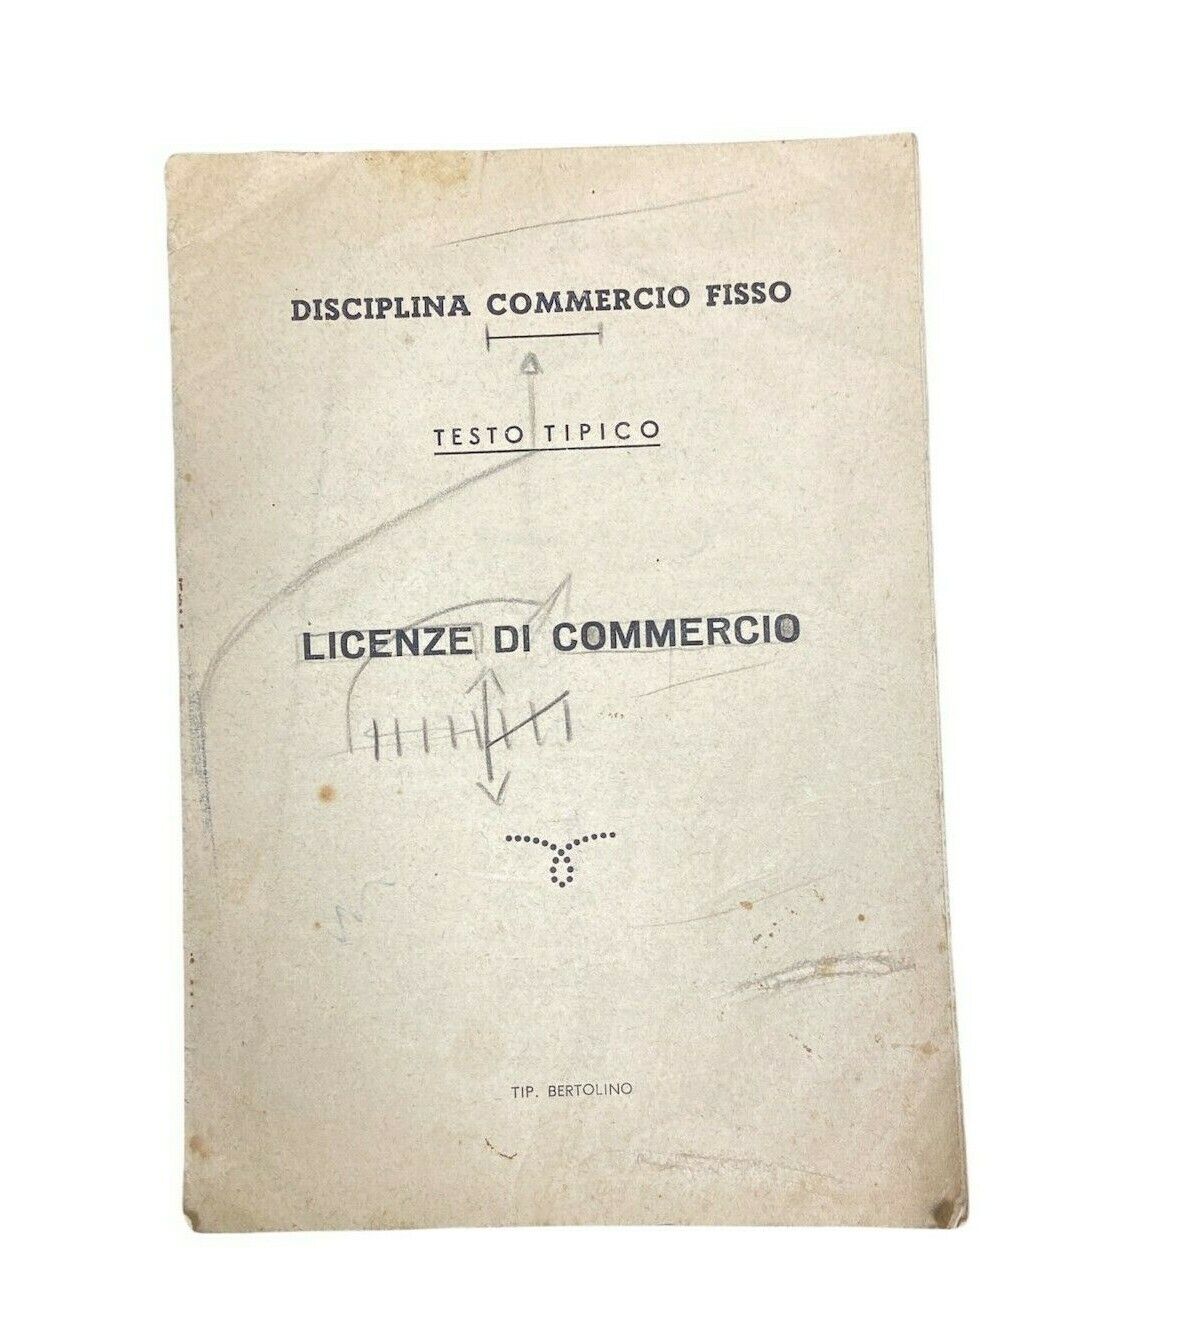 DISCIPLINA COMMERCIO FISSO
TESTO TIPICO
LICENZE DI COMMERCIO
TIP. BERTOLINO